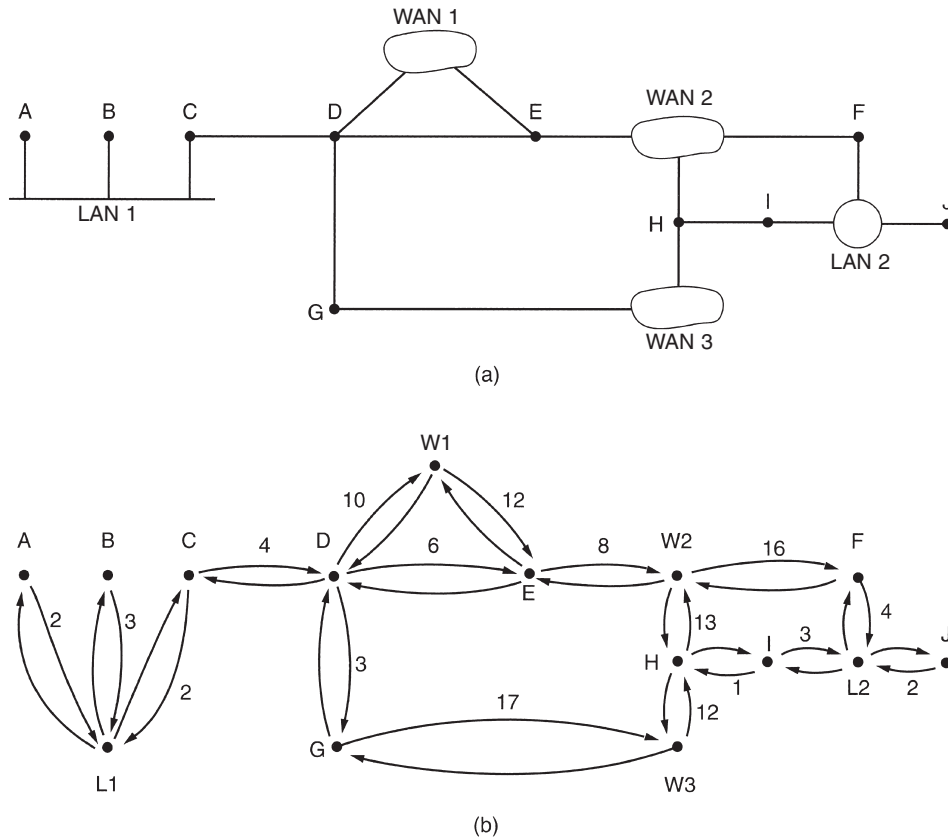 WAN 1
A B C D E WAN 2 F
LAN 1
H I J
LAN 2
G
WAN 3
(a)
W1
10 12
A B C 4 D 6 8 W2 16 F
E
2 3 2 3 13 4
H I 3 J
1 L2 2
17 12
G
L1 W3
(b)